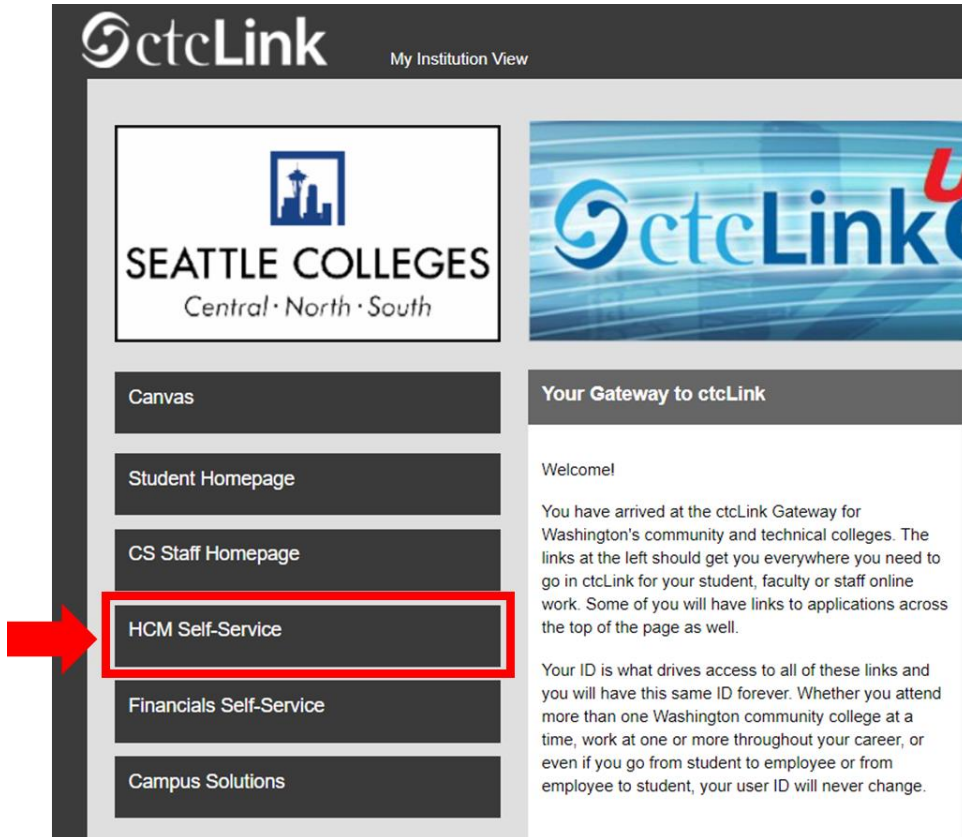 ctcLink
My Institution View
SEATTLE COLLEGES
Central · North · South
ctcLink
Canvas
Student Homepage
CS Staff Homepage
HCM Self-Service
Financials Self-Service
Campus Solutions
Your Gateway to ctcLink
Welcome!
You have arrived at the ctcLink Gateway for
Washington's community and technical colleges. The
links at the left should get you everywhere you need to
go in ctcLink for your student, faculty or staff online
work. Some of you will have links to applications across
the top of the page as well.
Your ID is what drives access to all of these links and
you will have this same ID forever. Whether you attend
more than one Washington community college at a
time, work at one or more throughout your career, or
even if you go from student to employee or from
employee to student, your user ID will never change.